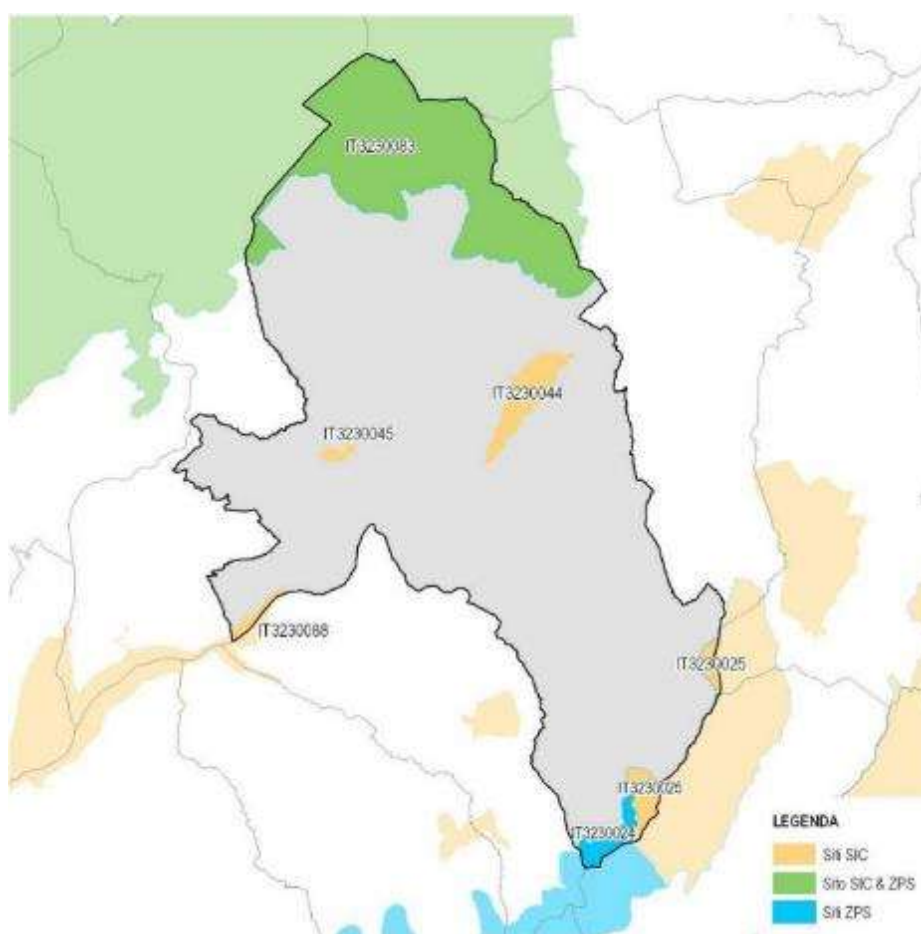 IT3230083
IT3230044
IT3230045
IT3230088
IT3230025
IT3230025
IT3230024
LEGENDA
Siti SIC
Sito SIC & ZPS
Siti ZPS